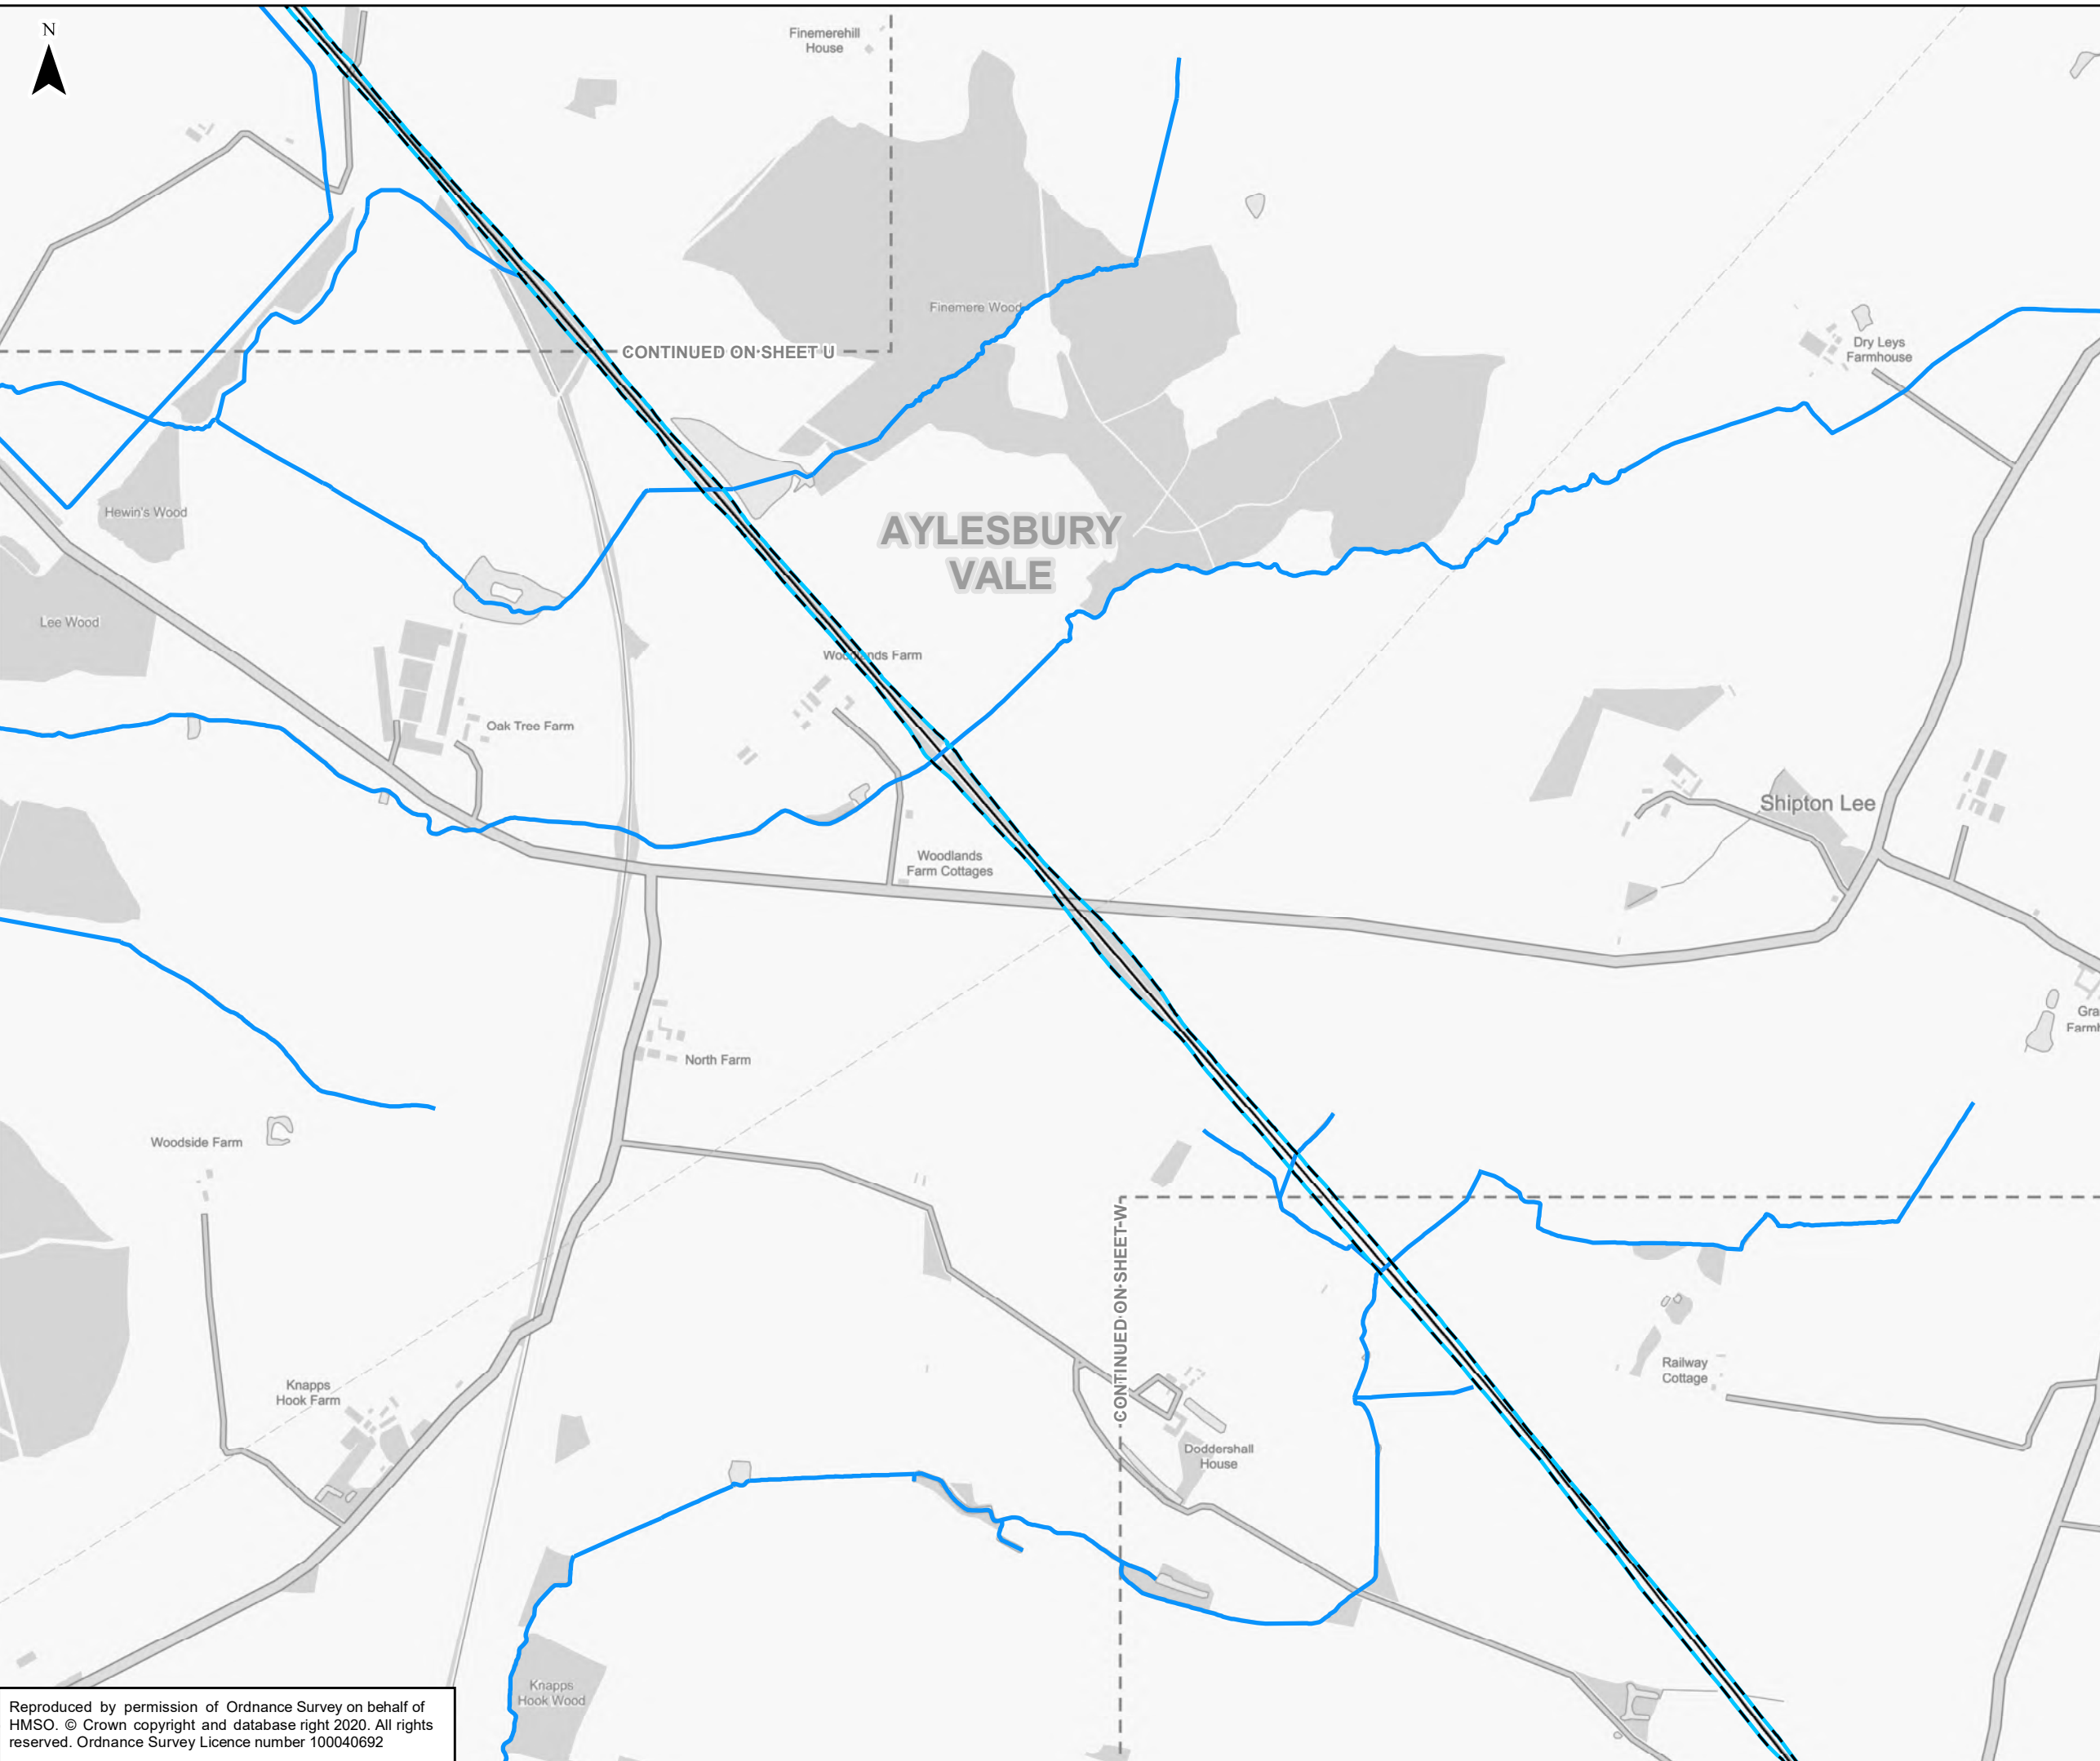 N
Finemerehill
House
Finemere Wood
CONTINUED ON SHEET U
Dry Leys
Farmhouse
Hewin's Wood
AYLESBURY
VALE
Lee Wood
Woodlands Farm
Oak Tree Farm
Shipton Lee
Woodlands
Farm Cottages
Gra
Farmh
North Farm
Woodside Farm
CONTINUED ON SHEET W
Railway
Cottage
Knapps
Hook Farm
Doddershall
House
Knapps
Hook Wood
Reproduced by permission of Ordnance Survey on behalf of
HMSO. © Crown copyright and database right 2020. All rights
reserved. Ordnance Survey Licence number 100040692